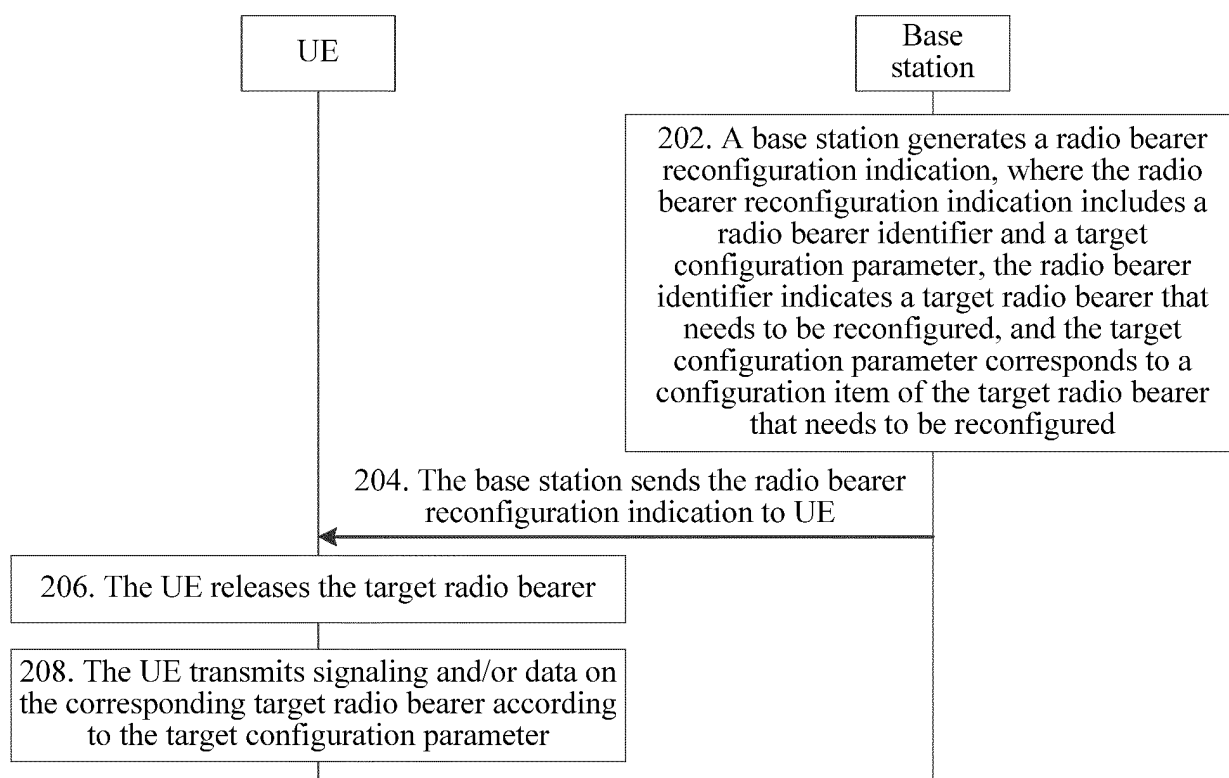 UE
Base
station
202. A base station generates a radio bearer
reconfiguration indication, where the radio
bearer reconfiguration indication includes a
radio bearer identifier and a target
configuration parameter, the radio bearer
identifier indicates a target radio bearer that
needs to be reconfigured, and the target
configuration parameter corresponds to a
configuration item of the target radio bearer
that needs to be reconfigured
204. The base station sends the radio bearer
reconfiguration indication to UE
206. The UE releases the target radio bearer
208. The UE transmits signaling and/or data on
the corresponding target radio bearer according
to the target configuration parameter